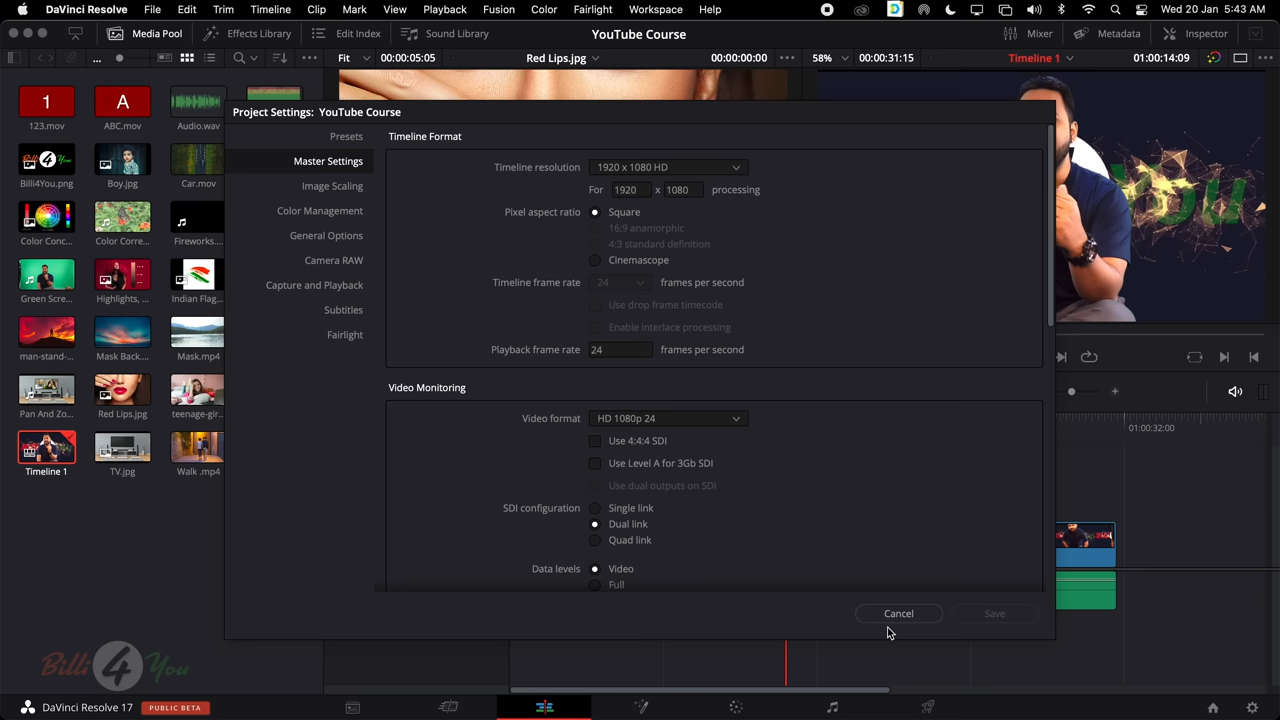 DaVinci Resolve File Edit Trim Timeline Clip Mark View Playback Fusion Color Fairlight Workspace Help Wed 20 Jan 5:43 AM
Media Pool Effects Library Edit Index Sound Library YouTube Course Mixer Metadata Inspector
... Fit 00:00:05:05 Red Lips.jpg 00:00:00:00 58% 00:00:31:15 Timeline 1 01:00:14:09
1 A
123.mov ABC.mov Audio.wav
Project Settings: YouTube Course
Presets
Master Settings
Image Scaling
Color Management
General Options
Camera RAW
Capture and Playback
Subtitles
Fairlight
Timeline Format
Timeline resolution 1920 x 1080 HD
For 1920 x 1080 processing
Pixel aspect ratio Square
16:9 anamorphic
4:3 standard definition
Cinemascope
Timeline frame rate 24 frames per second
Use drop frame timecode
Enable interlace processing
Playback frame rate 24 frames per second
Video Monitoring
Video format HD 1080p 24
Use 4:4:4 SDI
Use Level A for 3Gb SDI
Use dual outputs on SDI
SDI configuration Single link
Dual link
Quad link
Data levels Video
Full
Cancel Save
Billi 4 You
Billi4You.png Boy.jpg Car.mov
Color Conc... Color Corre... Fireworks...
Green Scre... Highlights, ... Indian Flag...
man-stand-... Mask Back... Mask.mp4
Pan And Zo... Red Lips.jpg teenage-gir...
Timeline 1 TV.jpg Walk .mp4
You
01:00:32:00
Billi 4 You
DaVinci Resolve 17 PUBLIC BETA